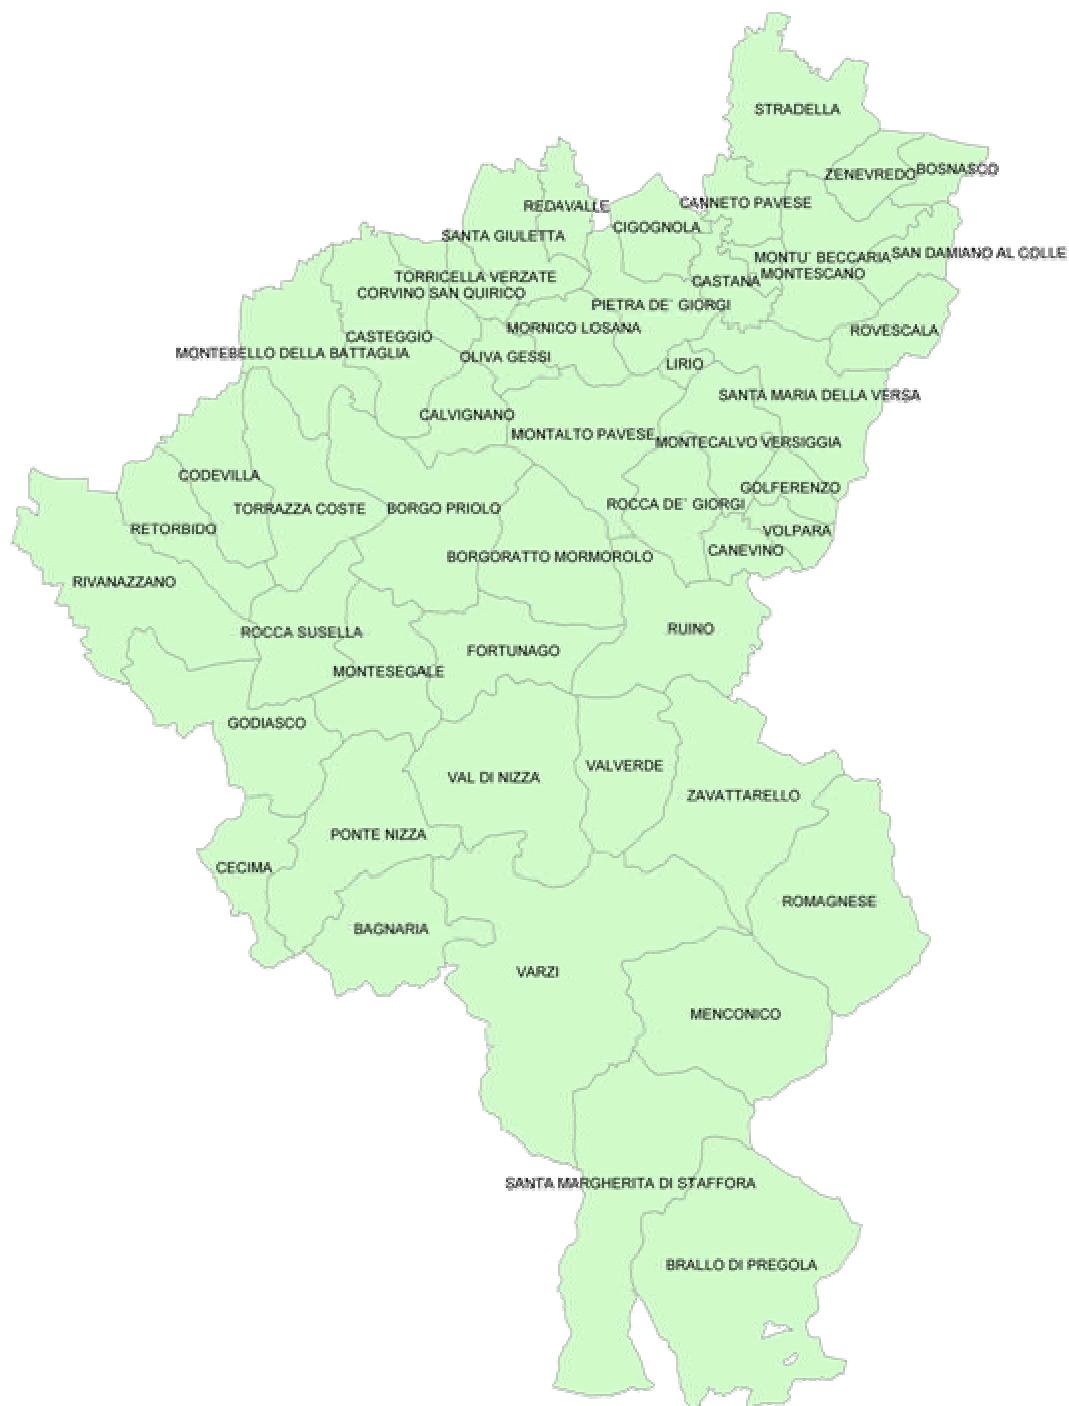 STRADELLA
ZENEVREDO
BOSNASCO
REDAVALLE
CANNETO PAVESE
CIGOGNOLA
SANTA GIULETTA
MONTU` BECCARIA
SAN DAMIANO AL COLLE
TORRICELLA VERZATE
MONTESCANO
CASTANA
CORVINO SAN QUIRICO
PIETRA DE` GIORGI
MORNICO LOSANA
ROVESCALA
CASTEGGIO
MONTEBELLO DELLA BATTAGLIA
OLIVA GESSI
LIRIO
SANTA MARIA DELLA VERSA
CALVIGNANO
MONTALTO PAVESE
MONTECALVO VERSIGGIA
CODEVILLA
GOLFERENZO
TORRAZZA COSTE
BORGO PRIOLO
ROCCA DE` GIORGI
RETORBIDO
VOLPARA
BORGORATTO MORMOROLO
CANEVINO
RIVANAZZANO
ROCCA SUSELLA
RUINO
FORTUNAGO
MONTESEGALE
GODIASCO
VAL DI NIZZA
VALVERDE
ZAVATTARELLO
PONTE NIZZA
CECIMA
ROMAGNESE
BAGNARIA
VARZI
MENCONICO
SANTA MARGHERITA DI STAFFORA
BRALLO DI PREGOLA